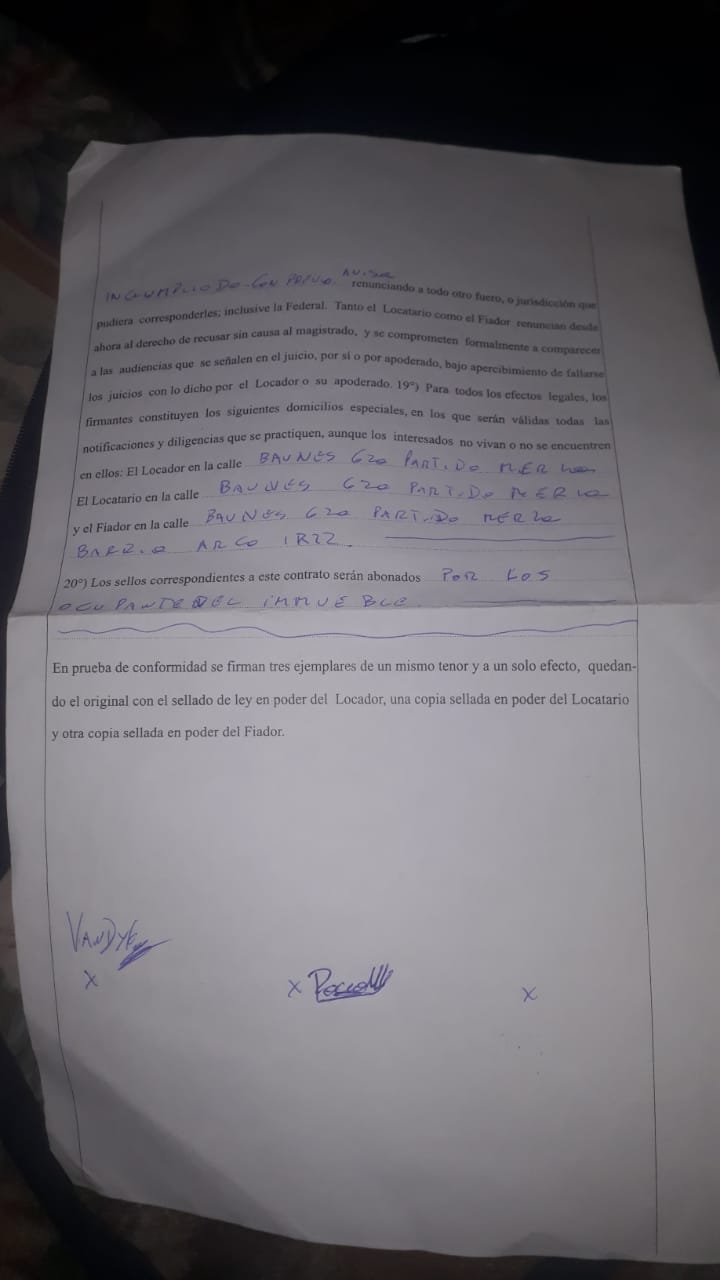 INCUMPLIODO-CON PREVIO AVISO renunciando a todo otro fuero, o jurisdicción que
pudiera corresponderles; inclusive la Federal. Tanto el Locatario como el Fiador renuncian desde
ahora al derecho de recusar sin causa al magistrado, y se comprometen formalmente a comparecer
a las audiencias que se señalen en el juicio, por si o por apoderado, bajo apercibimiento de fallarse
los juicios con lo dicho por el Locador o su apoderado. 19°) Para todos los efectos legales, los
firmantes constituyen los siguientes domicilios especiales, en los que serán válidas todas las
notificaciones y diligencias que se practiquen, aunque los interesados no vivan o no se encuentren
en ellos: El Locador en la calle BAUNES 620 PARTIDO
El Locatario en la calle BAUNES 620 PARTIDO
y el Fiador en la calle BAUNES 620 PARTIDO
BARRIO ARCO
20°) Los sellos correspondientes a este contrato serán abonados POR LOS
OCUPANTE DEL iNMUEBLE
En prueba de conformidad se firman tres ejemplares de un mismo tenor y a un solo efecto, quedan-
do el original con el sellado de ley en poder del Locador, una copia sellada en poder del Locatario
y otra copia sellada en poder del Fiador.
X
X
X